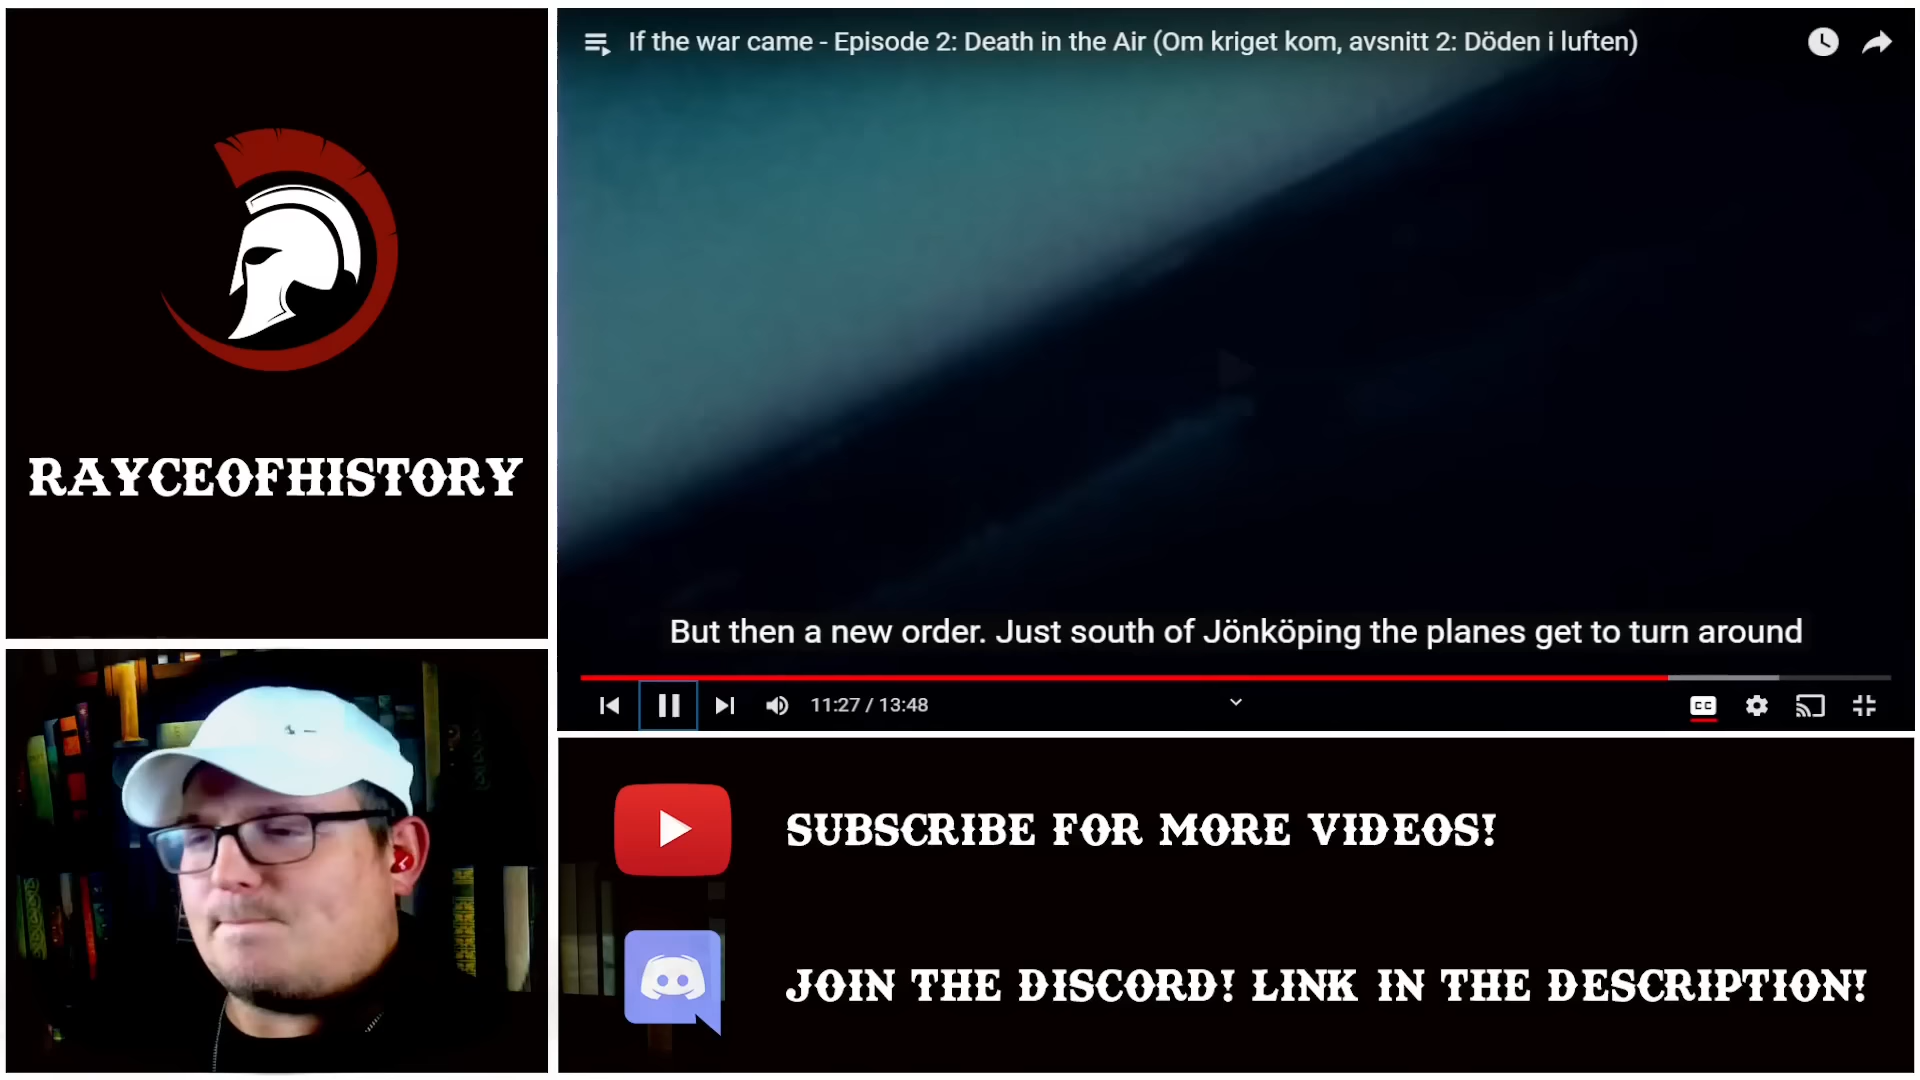 RAYCEOFHISTORY
If the war came - Episode 2: Death in the Air (Om kriget kom, avsnitt 2: Döden i luften)
But then a new order. Just south of Jönköping the planes get to turn around
11:27 / 13:48
CC
SUBSCRIBE FOR MORE VIDEOS!
JOIN THE DISCORD! LINK IN THE DESCRIPTION!